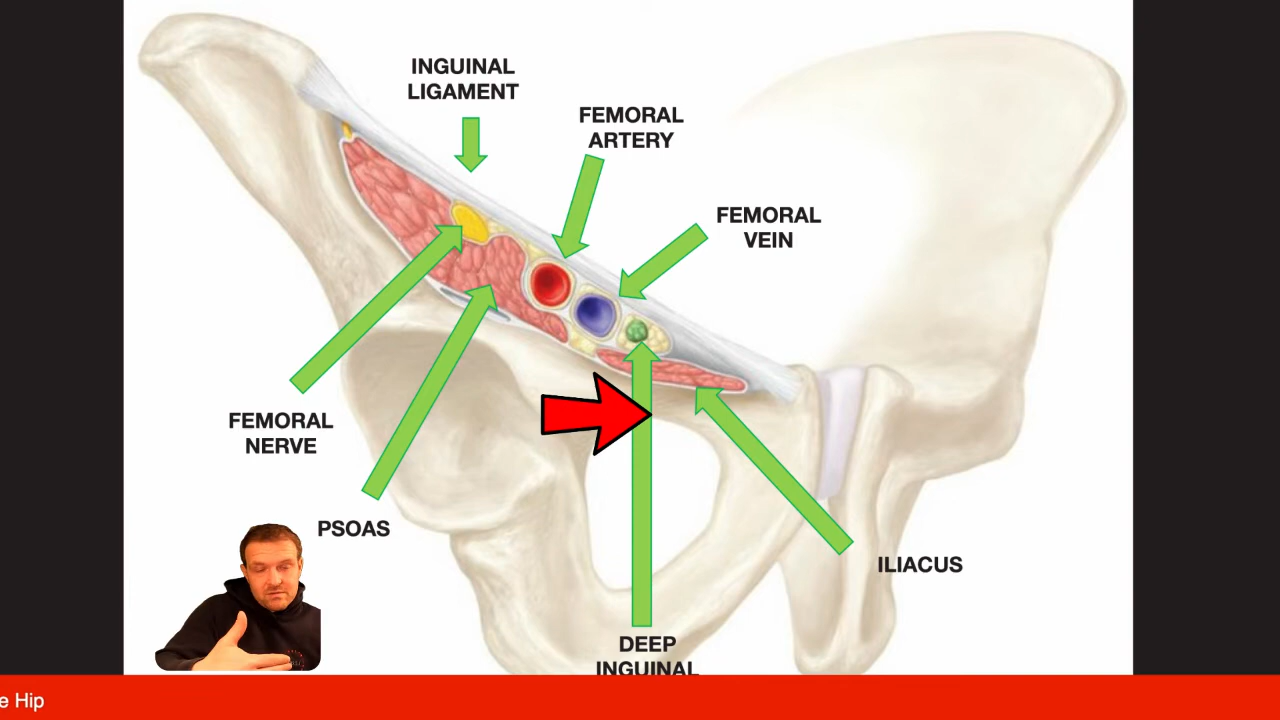 INGUINAL
LIGAMENT
FEMORAL
ARTERY
FEMORAL
VEIN
FEMORAL
NERVE
PSOAS
ILIACUS
DEEP
INGUINAL
e Hip